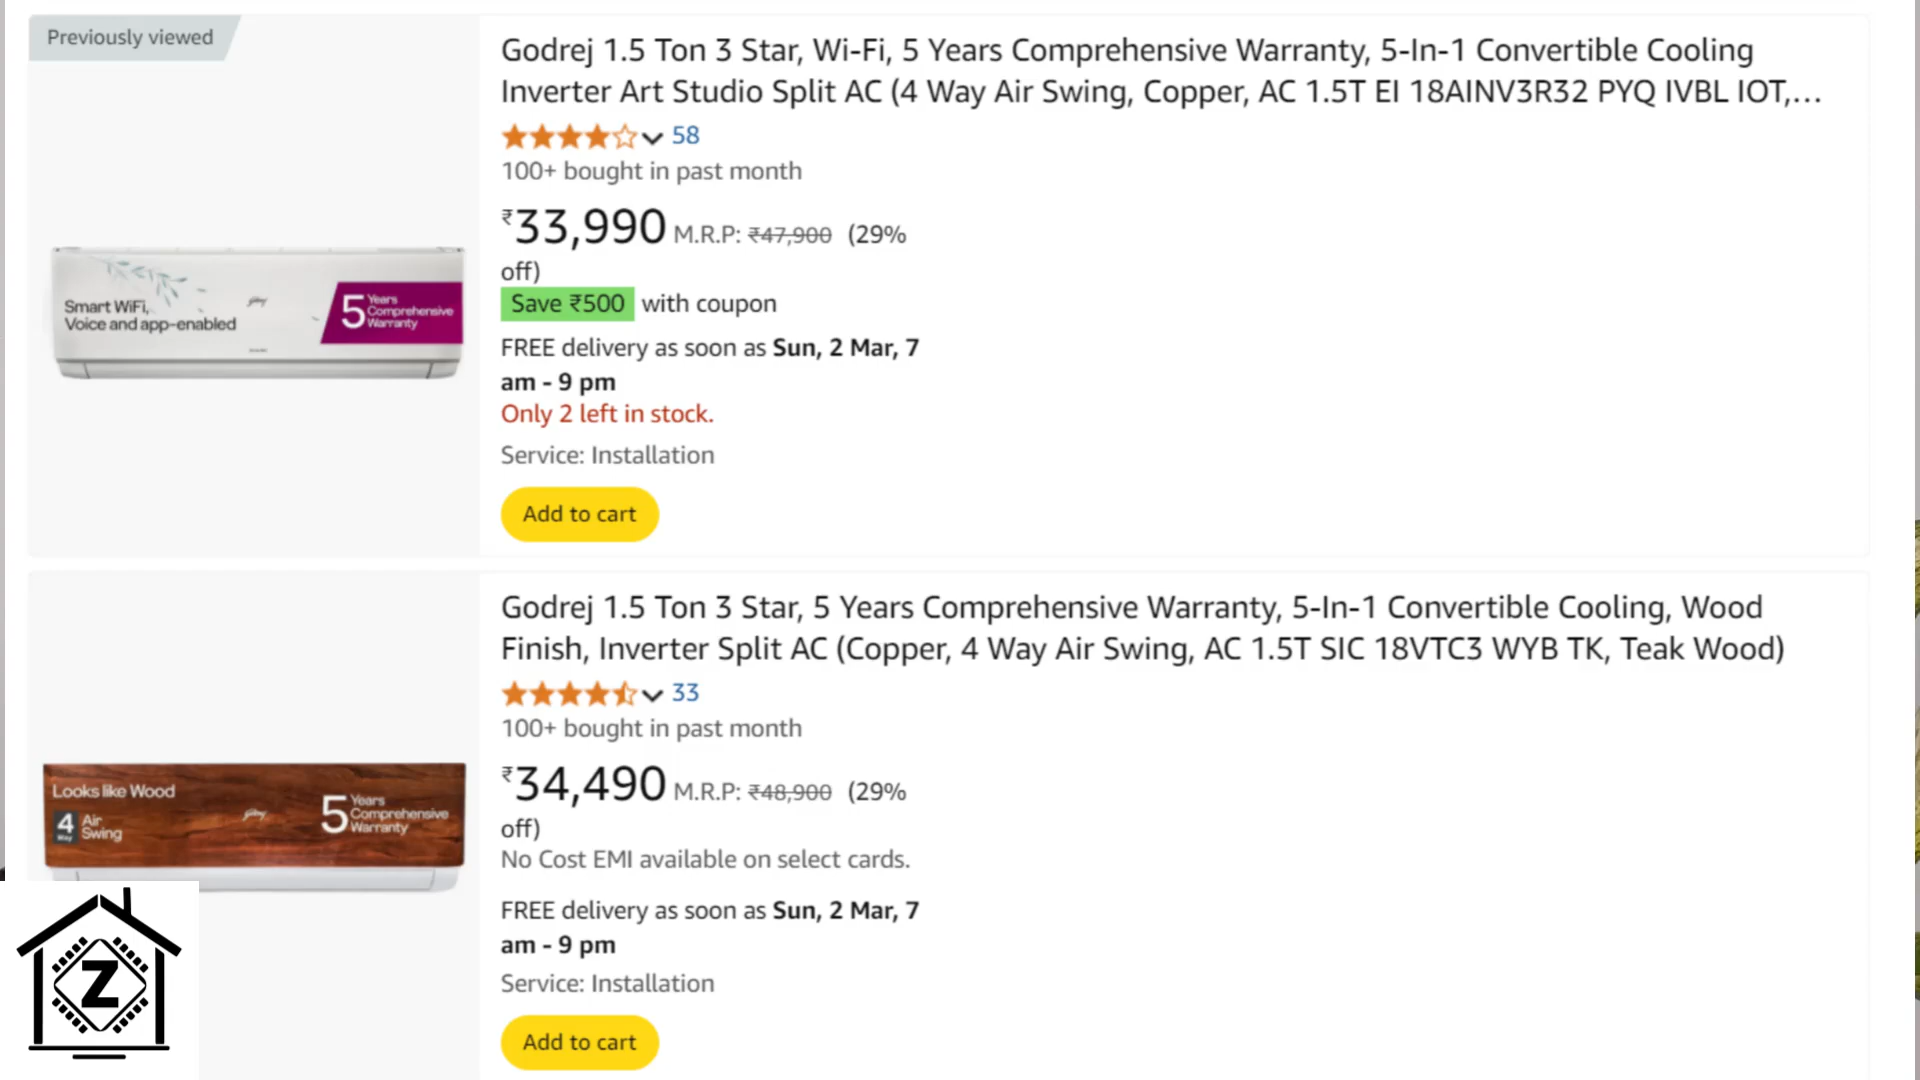 Previously viewed
Godrej 1.5 Ton 3 Star, Wi-Fi, 5 Years Comprehensive Warranty, 5-In-1 Convertible Cooling
Inverter Art Studio Split AC (4 Way Air Swing, Copper, AC 1.5T EI 18AINV3R32 PYQ IVBL IOT,...
58
100+ bought in past month
₹33,990 M.R.P: ₹47,900 (29%
off)
Save ₹500 with coupon
FREE delivery as soon as Sun, 2 Mar, 7
am - 9 pm
Only 2 left in stock.
Service: Installation
Add to cart
Smart WiFi,
Voice and app-enabled
Godrej
5 Years
Comprehensive
Warranty
Godrej 1.5 Ton 3 Star, 5 Years Comprehensive Warranty, 5-In-1 Convertible Cooling, Wood
Finish, Inverter Split AC (Copper, 4 Way Air Swing, AC 1.5T SIC 18VTC3 WYB TK, Teak Wood)
33
100+ bought in past month
₹34,490 M.R.P: ₹48,900 (29%
off)
No Cost EMI available on select cards.
FREE delivery as soon as Sun, 2 Mar, 7
am - 9 pm
Service: Installation
Add to cart
Looks like Wood
4 Way Air
Swing
Godrej
5 Years
Comprehensive
Warranty
Z